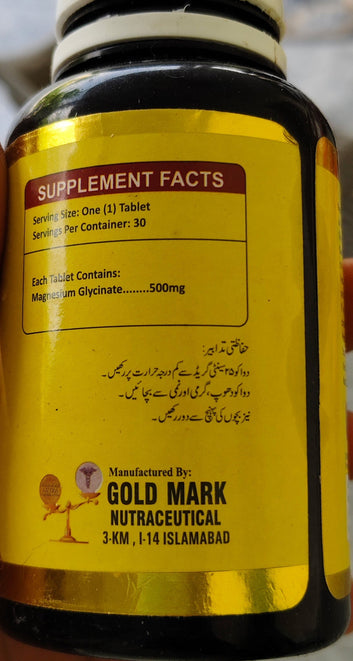 SUPPLEMENT FACTS
Serving Size: One (1) Tablet
Servings Per Container: 30
Each Tablet Contains:
Magnesium Glycinate........500mg
حفاظتی تدابیر:
دوا کو ۲۵ سینٹی گریڈ سے کم درجہ حرارت پر رکھیں۔
دوا کو دھوپ، گرمی اور نمی سے بچائیں۔
نیز بچوں کی پہنچ سے دور رکھیں۔
Manufactured By:
GOLD MARK
NUTRACEUTICAL
3-KM , I-14 ISLAMABAD